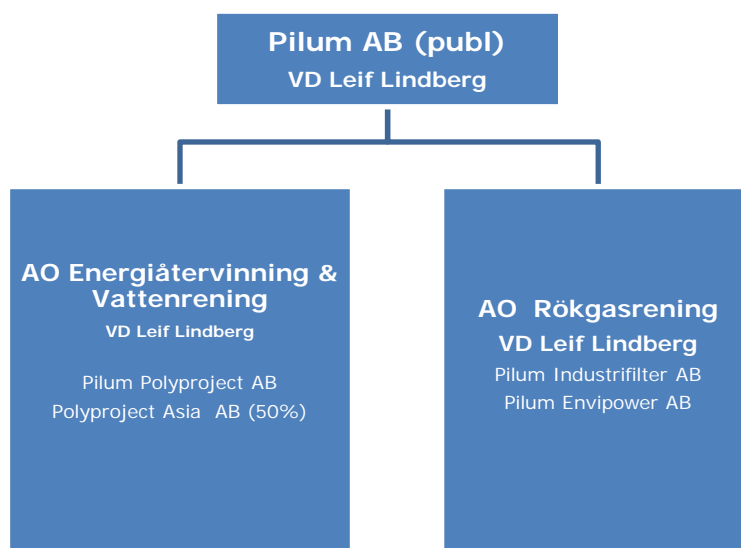 Pilum AB (publ)
VD Leif Lindberg
AO Energiåtervinning &
Vattenrening
VD Leif Lindberg
Pilum Polyproject AB
Polyproject Asia AB (50%)
AO Rökgasrening
VD Leif Lindberg
Pilum Industrifilter AB
Pilum Envipower AB